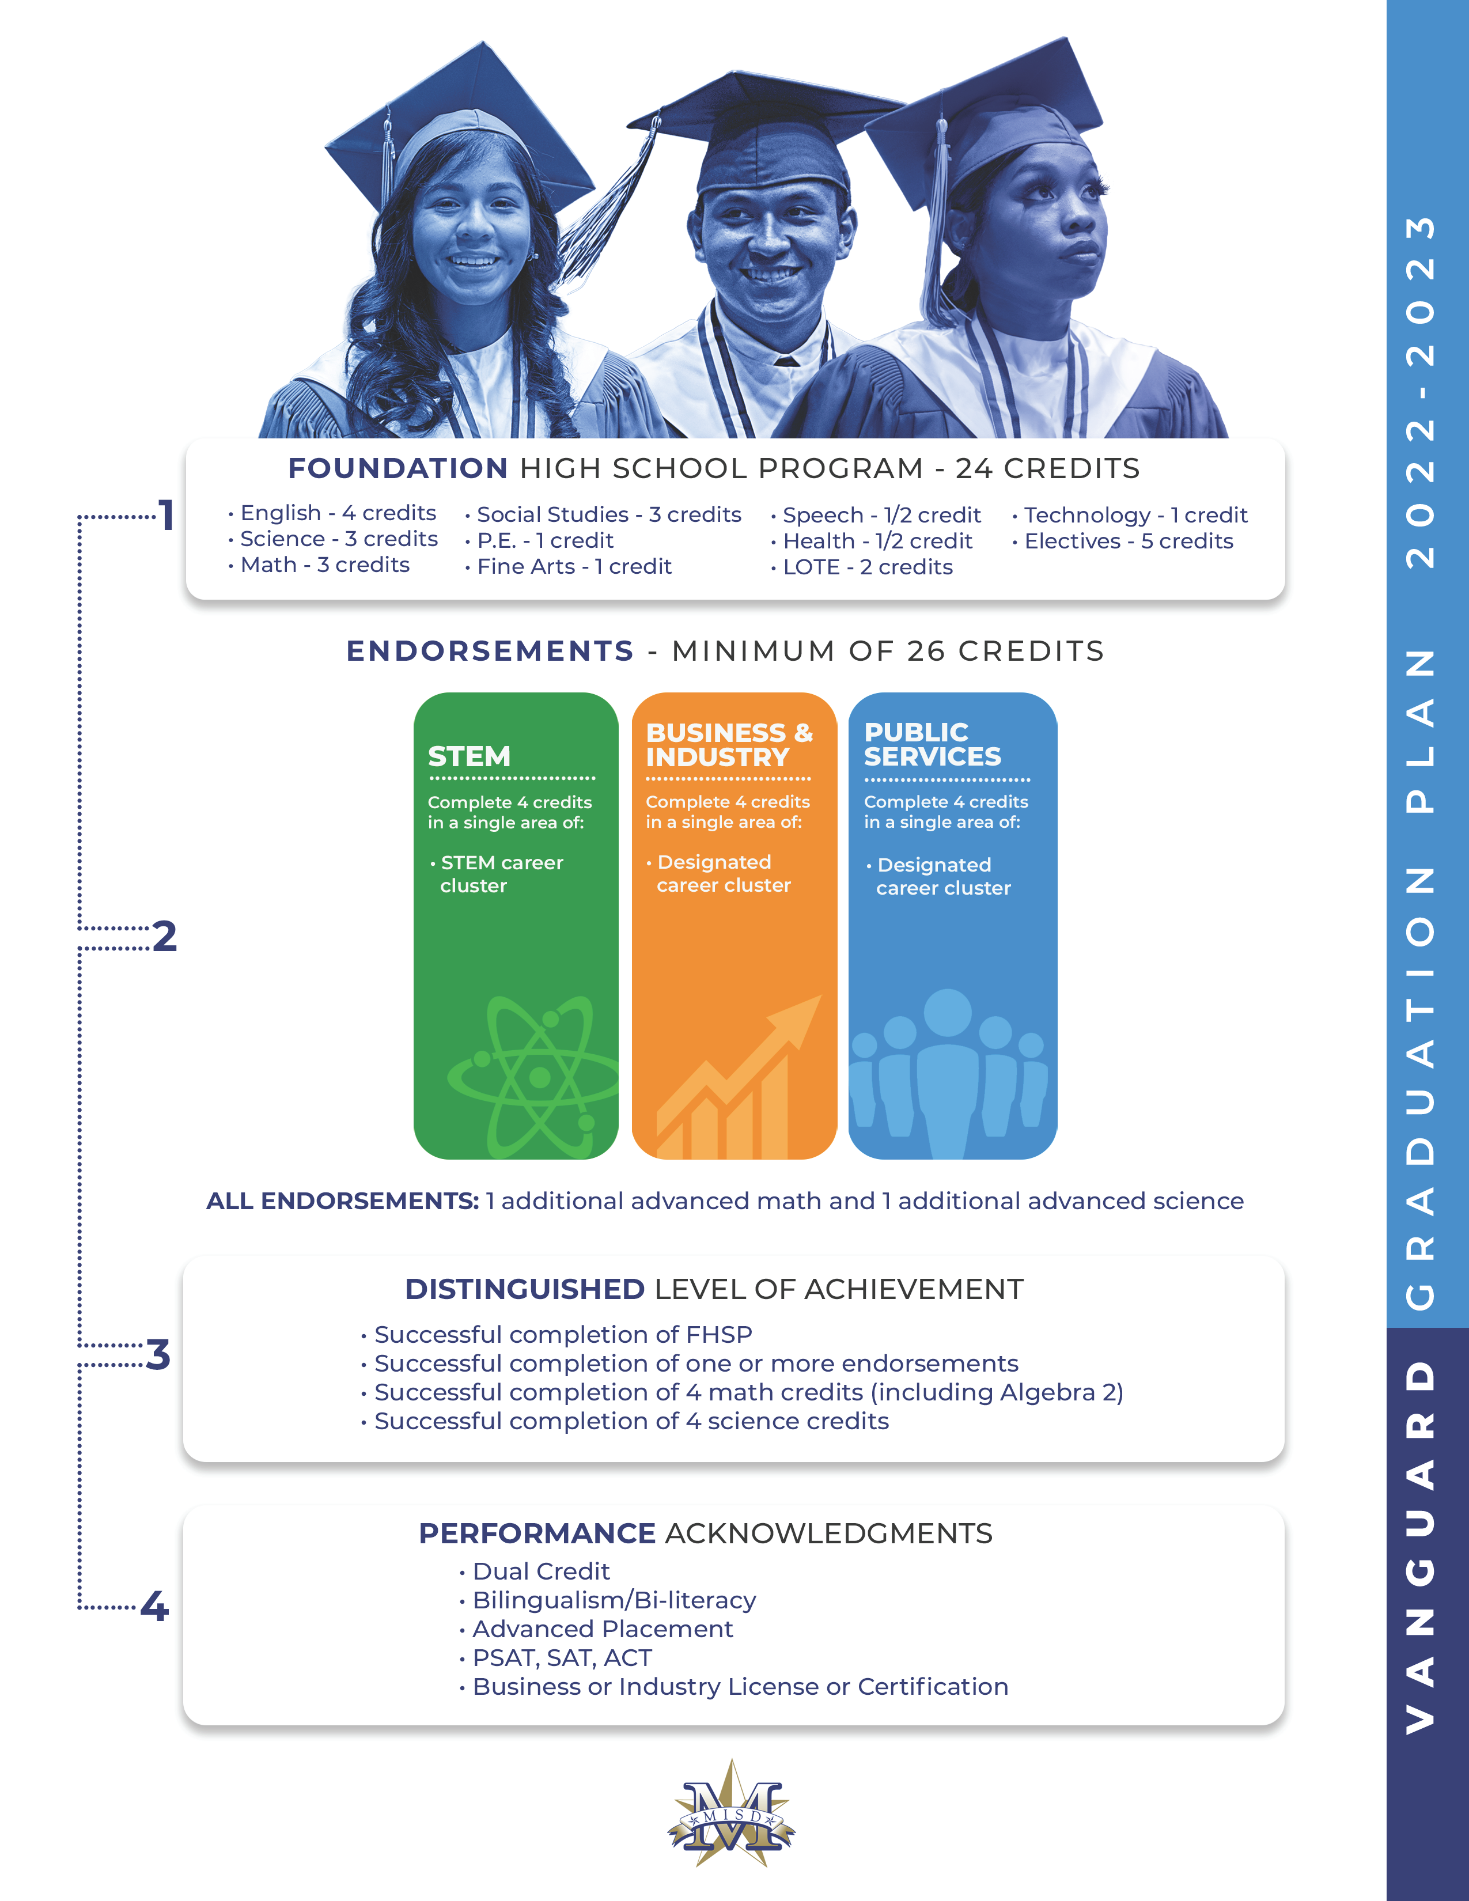 FOUNDATION HIGH SCHOOL PROGRAM - 24 CREDITS
1
• English - 4 credits
• Science - 3 credits
• Math - 3 credits
• Social Studies - 3 credits
• P.E. - 1 credit
• Fine Arts - 1 credit
• Speech - 1/2 credit
• Health - 1/2 credit
• LOTE - 2 credits
• Technology - 1 credit
• Electives - 5 credits
ENDORSEMENTS - MINIMUM OF 26 CREDITS
2
STEM
Complete 4 credits
in a single area of:
• STEM career
cluster
BUSINESS &
INDUSTRY
Complete 4 credits
in a single area of:
• Designated
career cluster
PUBLIC
SERVICES
Complete 4 credits
in a single area of:
• Designated
career cluster
ALL ENDORSEMENTS: 1 additional advanced math and 1 additional advanced science
3
DISTINGUISHED LEVEL OF ACHIEVEMENT
• Successful completion of FHSP
• Successful completion of one or more endorsements
• Successful completion of 4 math credits (including Algebra 2)
• Successful completion of 4 science credits
4
PERFORMANCE ACKNOWLEDGMENTS
• Dual Credit
• Bilingualism/Bi-literacy
• Advanced Placement
• PSAT, SAT, ACT
• Business or Industry License or Certification
M
MISD
VANGUARD GRADUATION PLAN 2022-2023